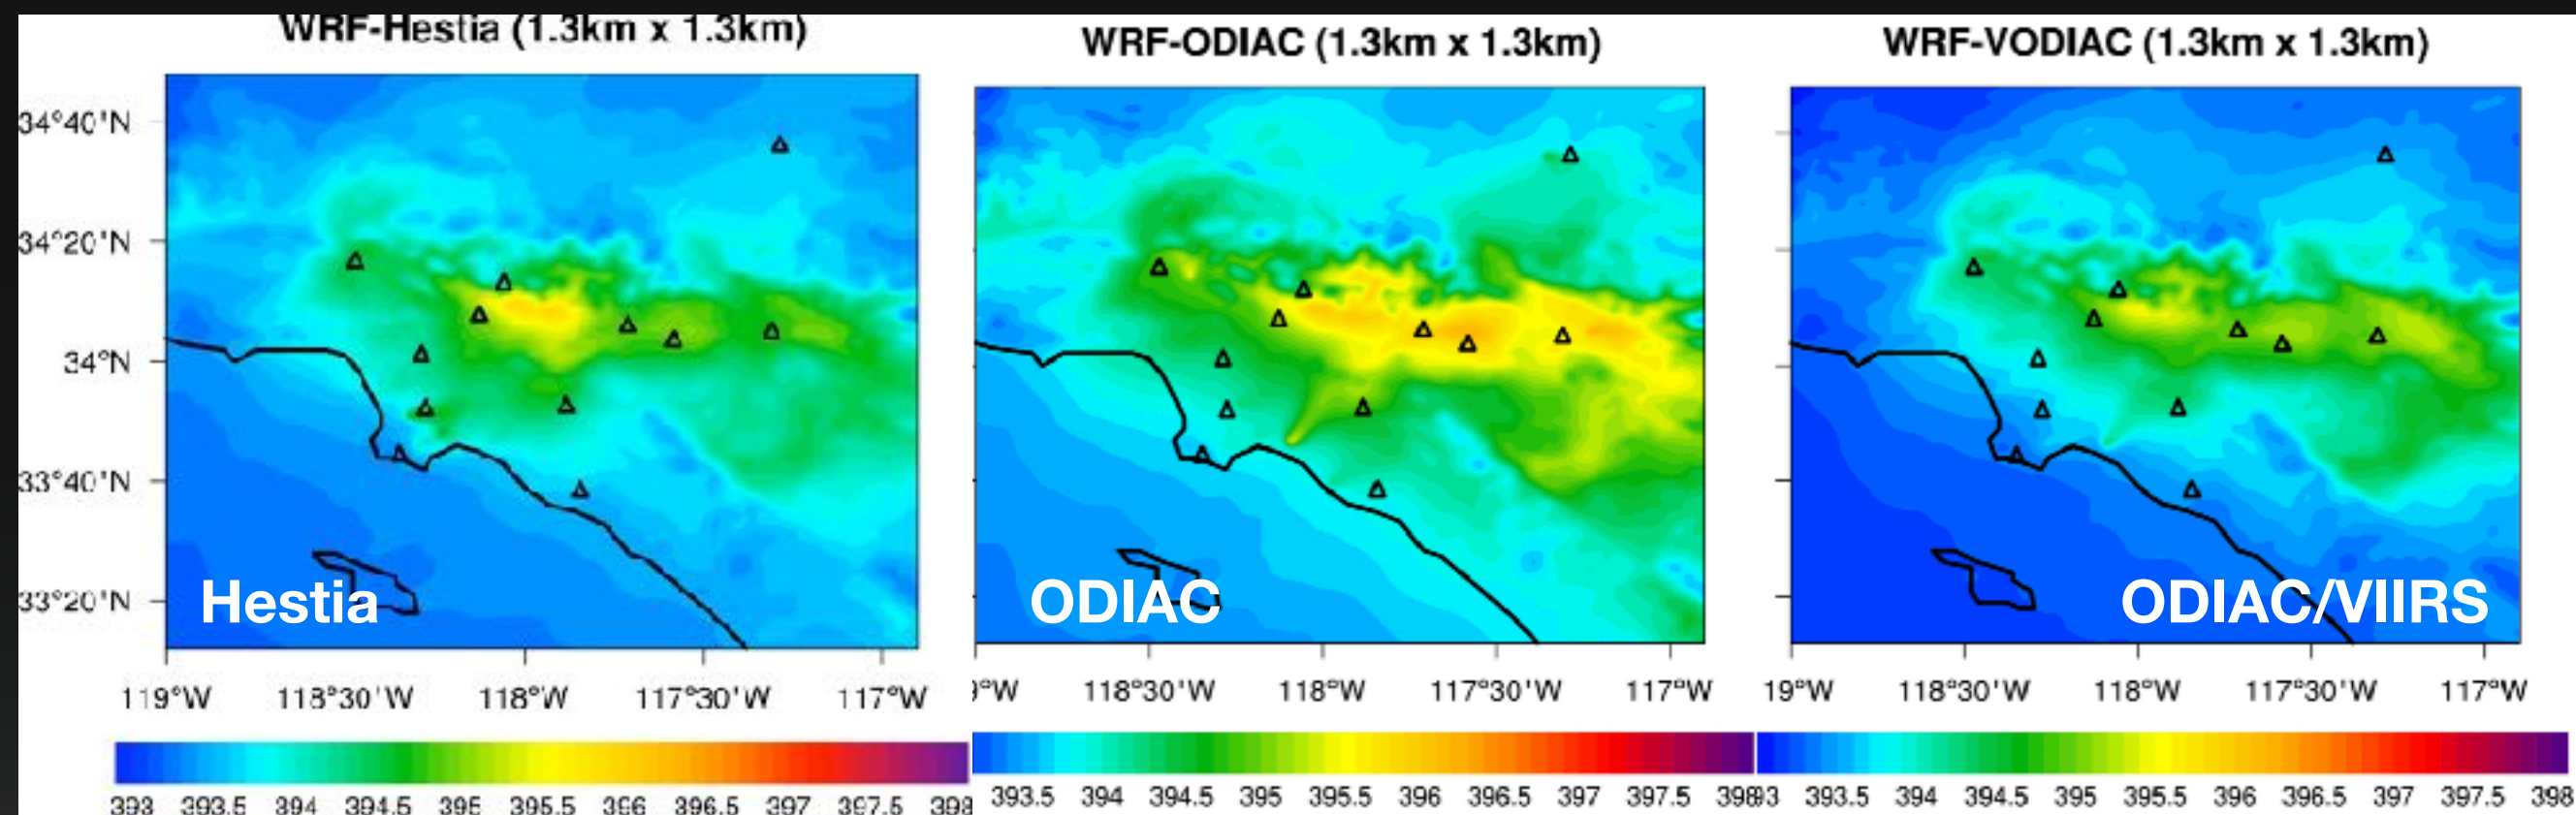 WRF-Hestia (1.3km x 1.3km)
34°40'N
34°20'N
34°N
33°40'N
33°20'N
Hestia
119°W 118°30'W 118°W 117°30'W 117°W
393 393.5 394 394.5 395 395.5 396 396.5 397 397.5 398
WRF-ODIAC (1.3km x 1.3km)
ODIAC
9°W 118°30'W 118°W 117°30'W 117°W
393.5 394 394.5 395 395.5 396 396.5 397 397.5 398
WRF-VODIAC (1.3km x 1.3km)
ODIAC/VIIRS
19°W 118°30'W 118°W 117°30'W 117°W
93 393.5 394 394.5 395 395.5 396 396.5 397 397.5 398